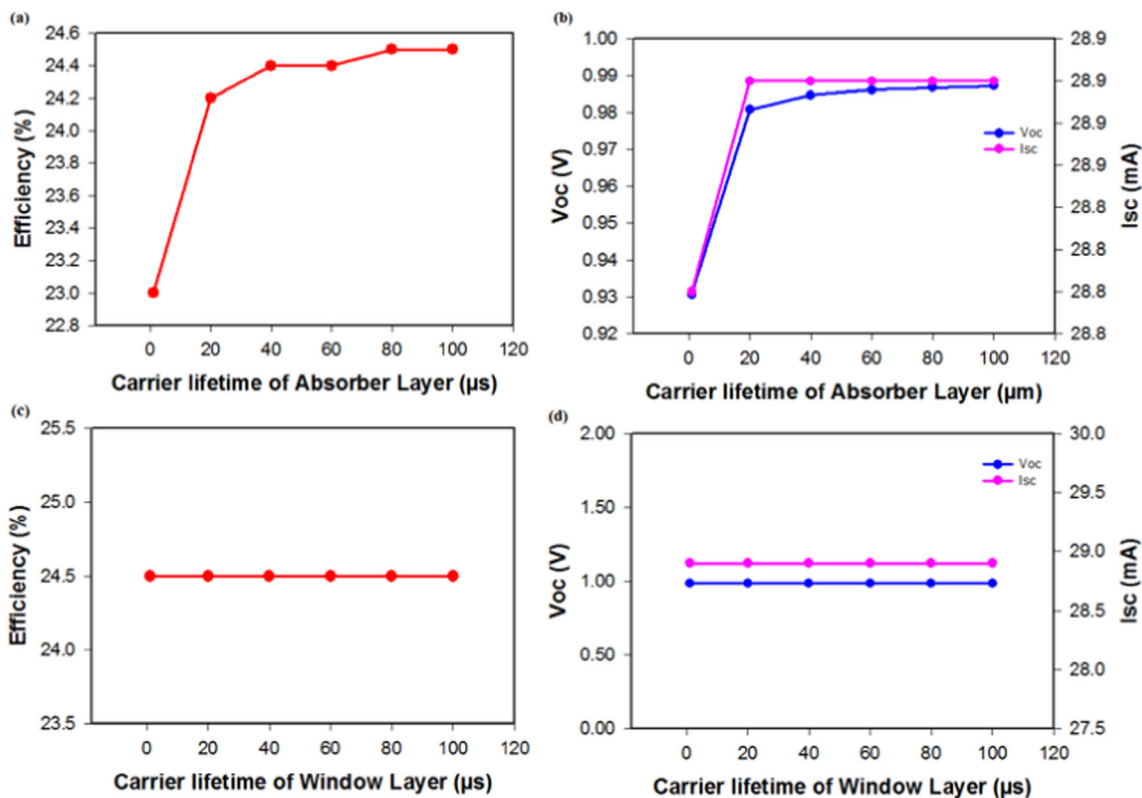 (a)
24.6
24.4
24.2
24.0
23.8
23.6
23.4
23.2
23.0
22.8
Efficiency (%)
0 20 40 60 80 100 120
Carrier lifetime of Absorber Layer (µs)
(b)
1.00
0.99
0.98
0.97
0.96
0.95
0.94
0.93
0.92
Voc (V)
Voc
Isc
28.9
28.9
28.9
28.9
28.8
28.8
28.8
28.8
Isc (mA)
0 20 40 60 80 100 120
Carrier lifetime of Absorber Layer (µm)
(c)
25.5
25.0
24.5
24.0
23.5
Efficiency (%)
0 20 40 60 80 100 120
Carrier lifetime of Window Layer (µs)
(d)
2.00
1.50
1.00
0.50
0.00
Voc (V)
Voc
Isc
30.0
29.5
29.0
28.5
28.0
27.5
Isc (mA)
0 20 40 60 80 100 120
Carrier lifetime of Window Layer (µs)